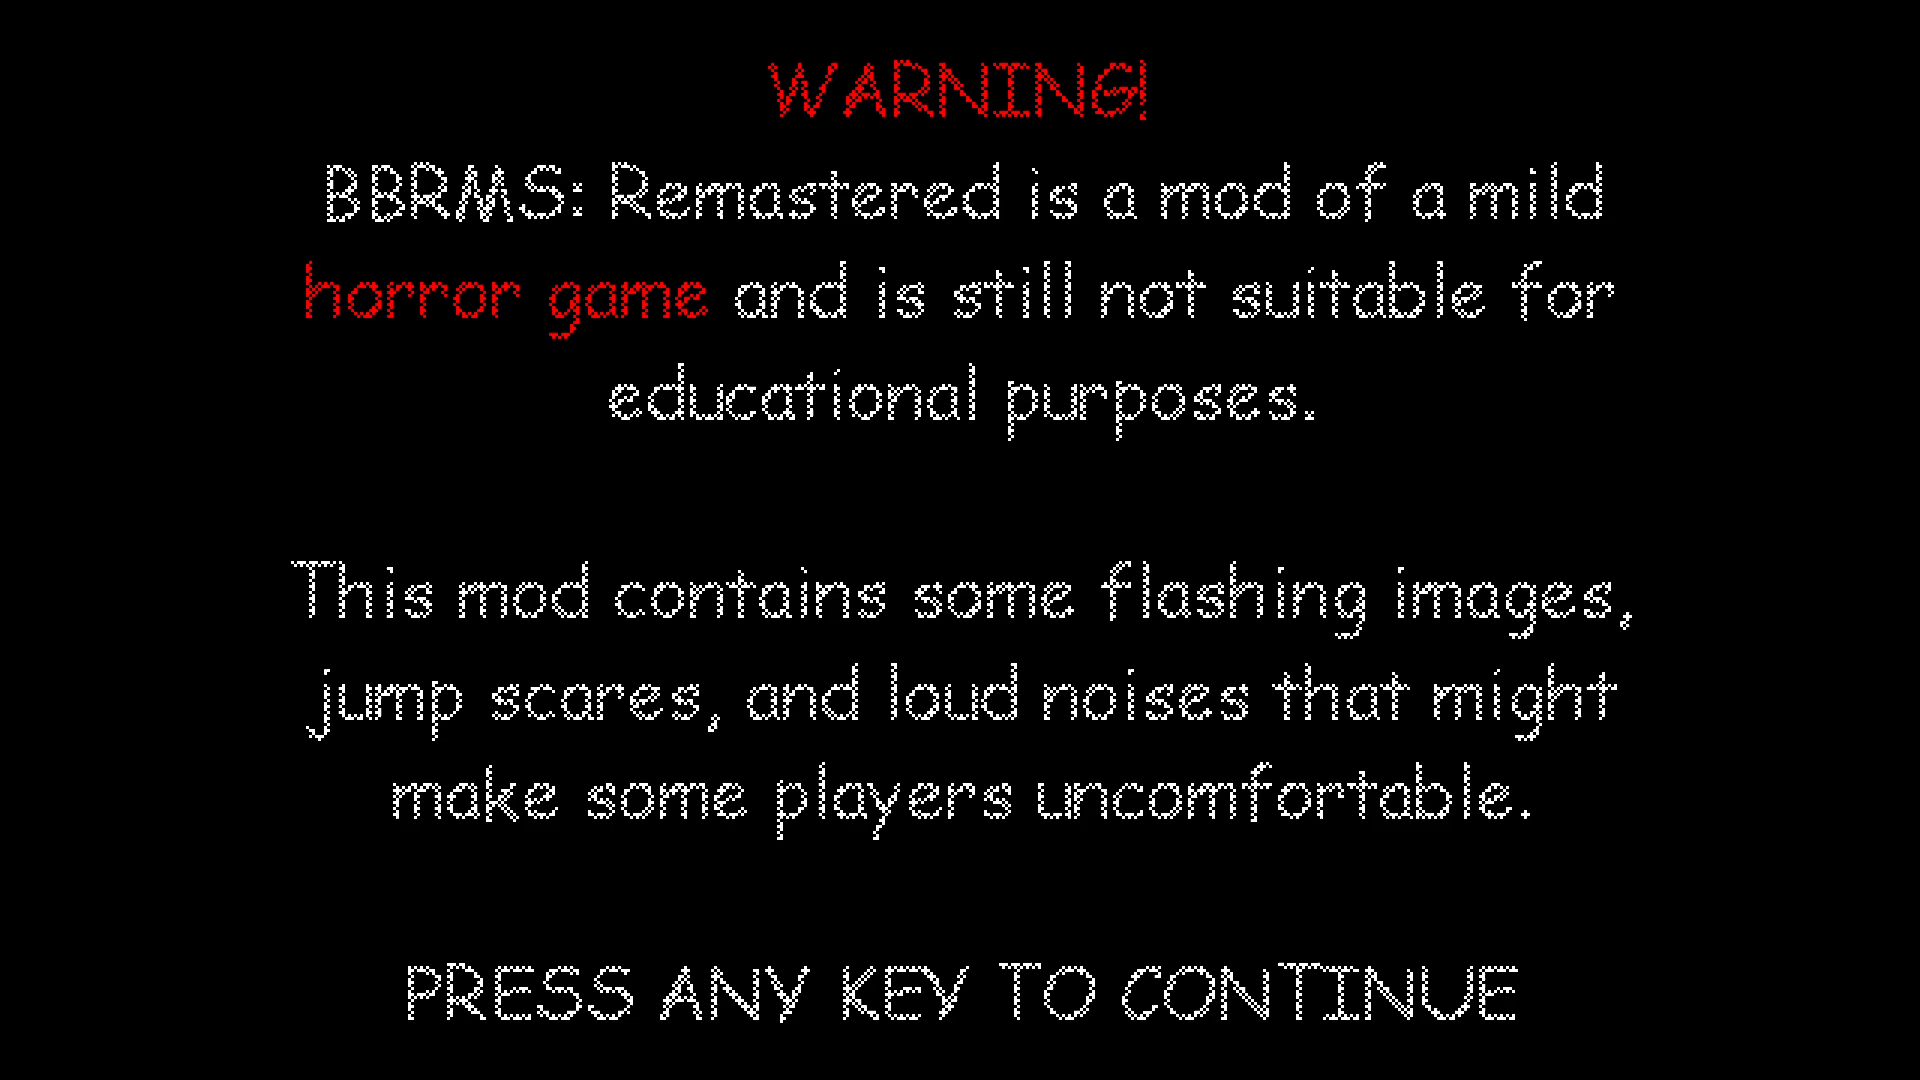 WARNING!
BBRMS: Remastered is a mod of a mild
horror game and is still not suitable for
educational purposes.
This mod contains some flashing images,
jump scares, and loud noises that might
make some players uncomfortable.
PRESS ANY KEY TO CONTINUE